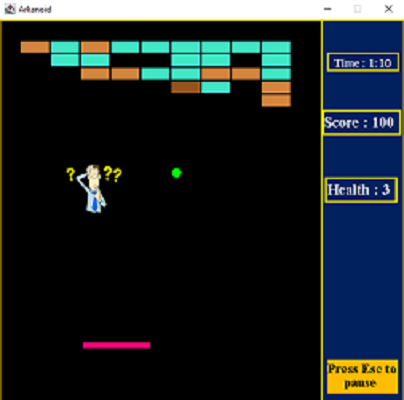 Arkanoid
Time : 1:10
Score : 100
? ??
Health : 3
Press Esc to
pause